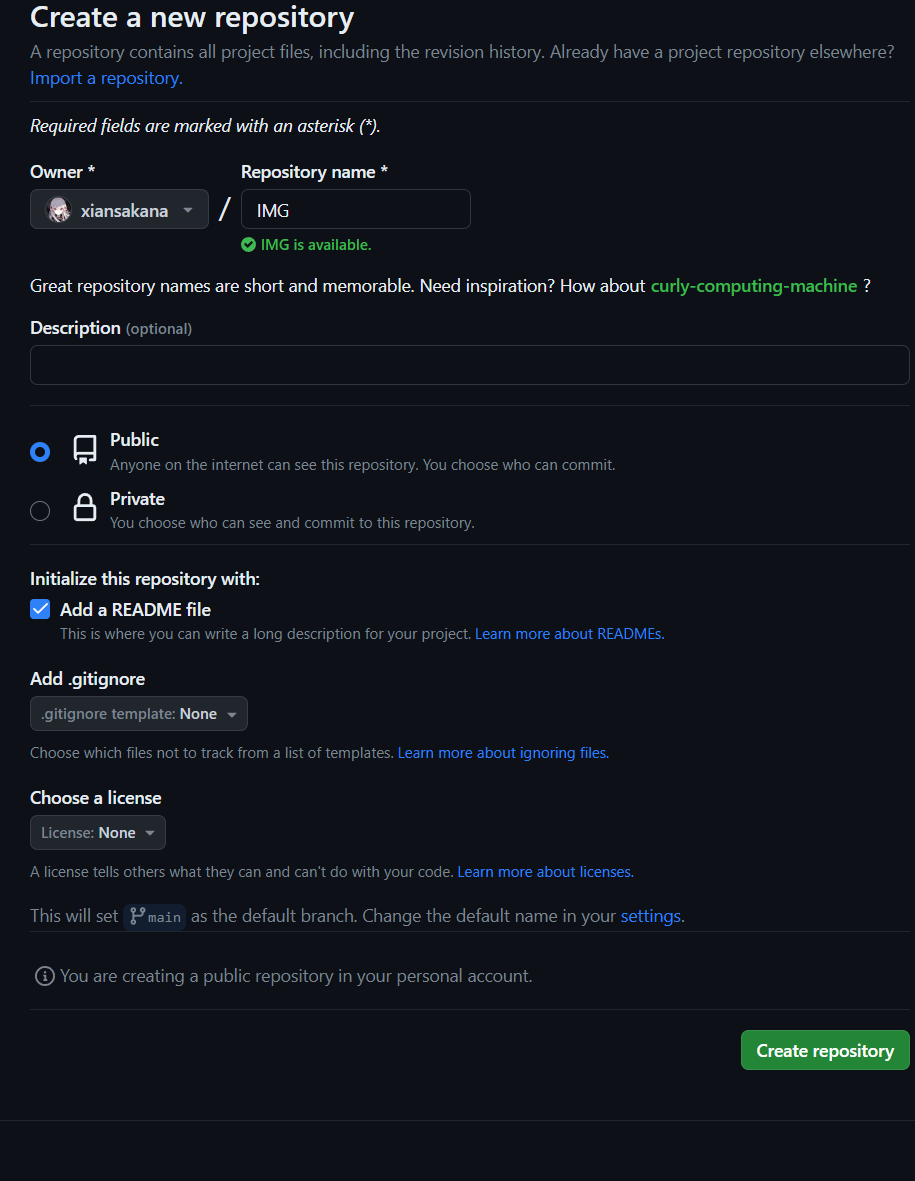 Create a new repository
A repository contains all project files, including the revision history. Already have a project repository elsewhere?
Import a repository.
Required fields are marked with an asterisk (*).
Owner * Repository name *
xiansakana / IMG
IMG is available.
Great repository names are short and memorable. Need inspiration? How about curly-computing-machine ?
Description (optional)
Public
Anyone on the internet can see this repository. You choose who can commit.
Private
You choose who can see and commit to this repository.
Initialize this repository with:
Add a README file
This is where you can write a long description for your project. Learn more about READMEs.
Add .gitignore
.gitignore template: None
Choose which files not to track from a list of templates. Learn more about ignoring files.
Choose a license
License: None
A license tells others what they can and can't do with your code. Learn more about licenses.
This will set main as the default branch. Change the default name in your settings.
You are creating a public repository in your personal account.
Create repository